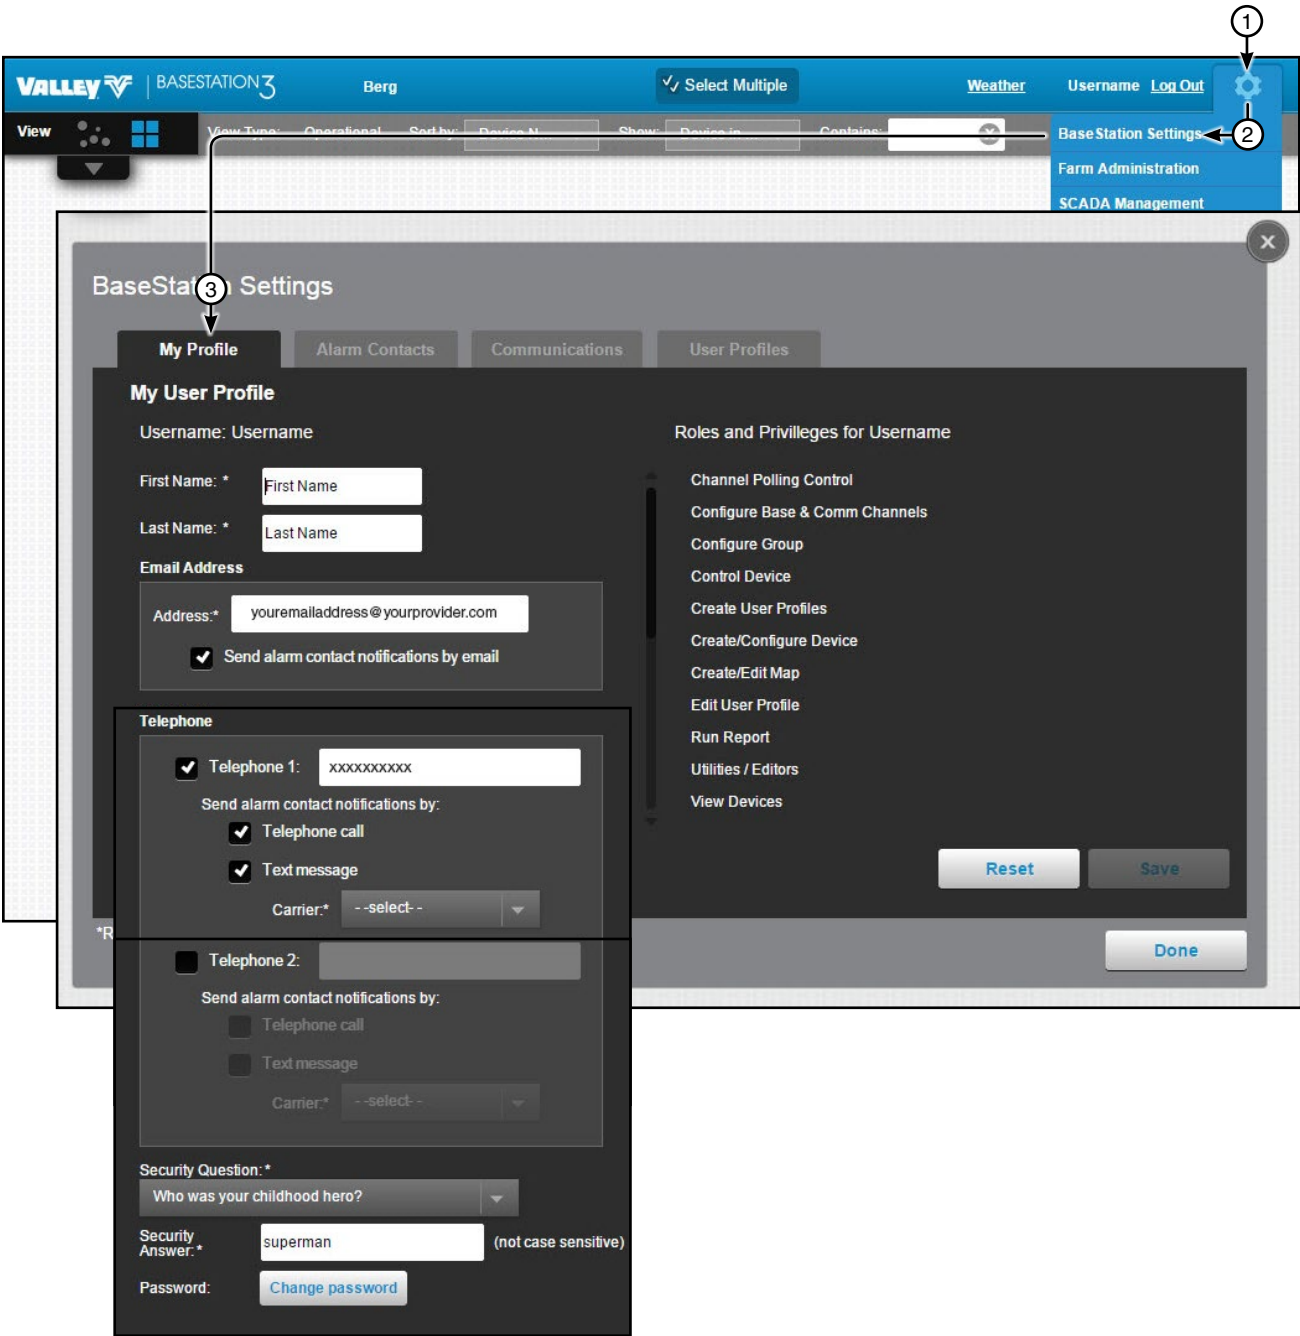 1
VALLEY | BASESTATION3 Berg Select Multiple Weather Username Log Out
View View Type: Operational Sort by: Device N Show: Device in Contains: BaseStation Settings 2
Farm Administration
SCADA Management
BaseStat Settings
3
My Profile Alarm Contacts Communications User Profiles
My User Profile
Username: Username
First Name: * First Name
Last Name: * Last Name
Email Address
Address:* youremailaddress@yourprovider.com
Send alarm contact notifications by email
Roles and Privilleges for Username
Channel Polling Control
Configure Base & Comm Channels
Configure Group
Control Device
Create User Profiles
Create/Configure Device
Create/Edit Map
Edit User Profile
Run Report
Utilities / Editors
View Devices
Reset Save
Telephone
Telephone 1: xxxxxxxxxx
Send alarm contact notifications by:
Telephone call
Text message
Carrier:* --select--
*R
Done
Telephone 2:
Send alarm contact notifications by:
Telephone call
Text message
Carrier:* --select--
Security Question:*
Who was your childhood hero?
Security
Answer:* superman (not case sensitive)
Password: Change password